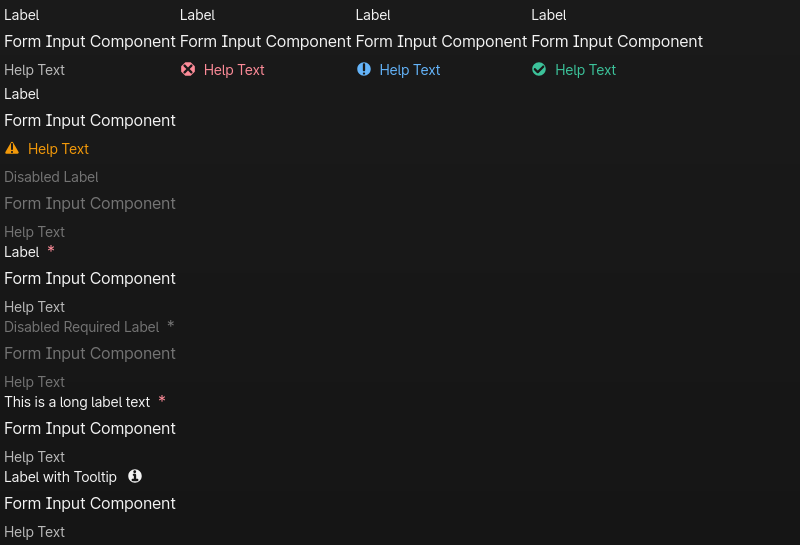 Label Label Label Label
Form Input Component Form Input Component Form Input Component Form Input Component
Help Text Help Text Help Text Help Text
Label
Form Input Component
Help Text
Disabled Label
Form Input Component
Help Text
Label *
Form Input Component
Help Text
Disabled Required Label *
Form Input Component
Help Text
This is a long label text *
Form Input Component
Help Text
Label with Tooltip
Form Input Component
Help Text